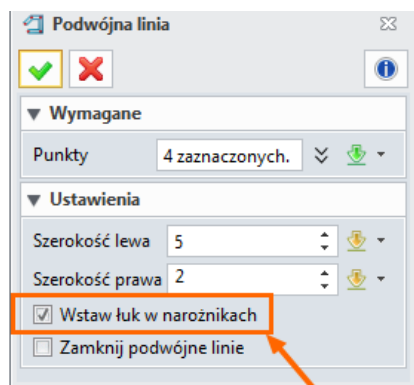 Podwójna linia
Wymagane
Punkty 4 zaznaczonych.
Ustawienia
Szerokość lewa 5
Szerokość prawa 2
Wstaw łuk w narożnikach
Zamknij podwójne linie